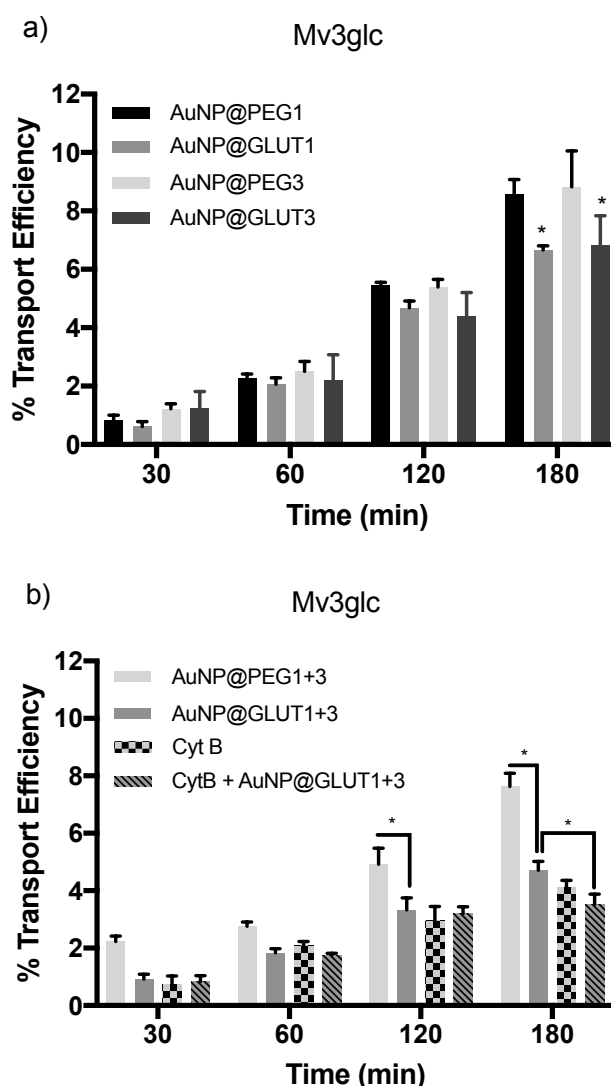 a)
Mv3glc
% Transport Efficiency
12
10
8
6
4
2
0
AuNP@PEG1
AuNP@GLUT1
AuNP@PEG3
AuNP@GLUT3
*
*
30 60 120 180
Time (min)
b)
Mv3glc
% Transport Efficiency
12
10
8
6
4
2
0
AuNP@PEG1+3
AuNP@GLUT1+3
Cyt B
CytB + AuNP@GLUT1+3
*
*
*
30 60 120 180
Time (min)